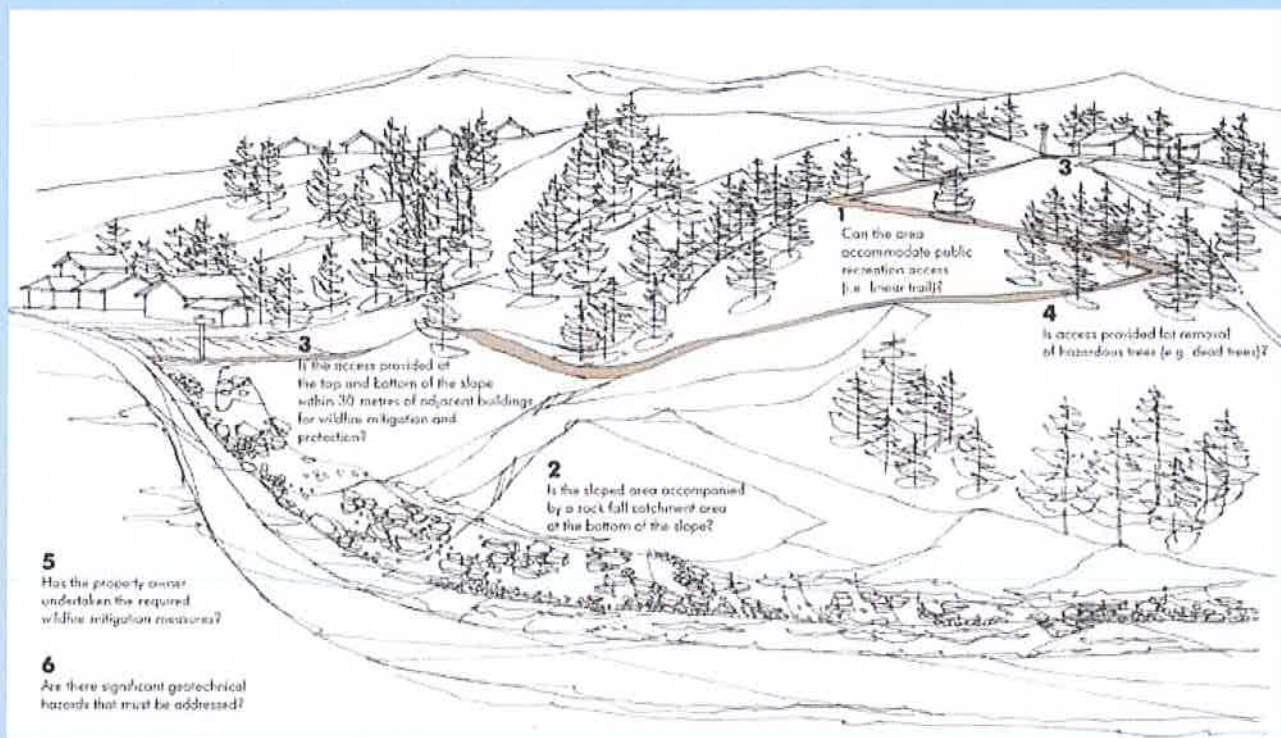 1
Can the area
accommodate public
recreation access
(i.e. linear trail)?
3
4
Is access provided for removal
of hazardous trees (e.g. dead trees)?
3
Is the access provided at
the top and bottom of the slope
within 30 metres of adjacent buildings
for wildfire mitigation and
protection?
2
Is the sloped area accompanied
by a rock fall catchment area
at the bottom of the slope?
5
Has the property owner
undertaken the required
wildfire mitigation measures?
6
Are there significant geotechnical
hazards that must be addressed?